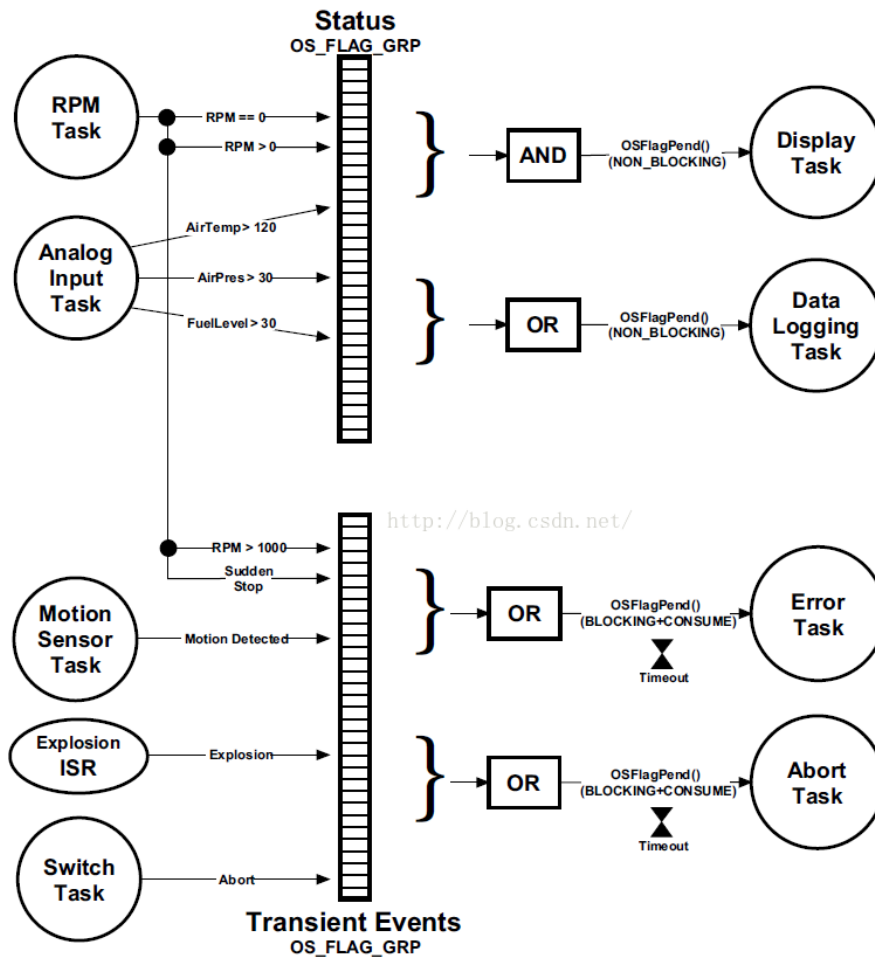 Status
OS_FLAG_GRP
RPM
Task
RPM == 0
RPM > 0
AND
OSFlagPend()
(NON_BLOCKING)
Display
Task
Analog
Input
Task
AirTemp > 120
AirPres > 30
FuelLevel > 30
OR
OSFlagPend()
(NON_BLOCKING)
Data
Logging
Task
http://blog.csdn.net/
RPM > 1000
Sudden
Stop
Motion
Sensor
Task
Motion Detected
OR
OSFlagPend()
(BLOCKING+CONSUME)
Timeout
Error
Task
Explosion
ISR
Explosion
OR
OSFlagPend()
(BLOCKING+CONSUME)
Timeout
Abort
Task
Switch
Task
Abort
Transient Events
OS_FLAG_GRP